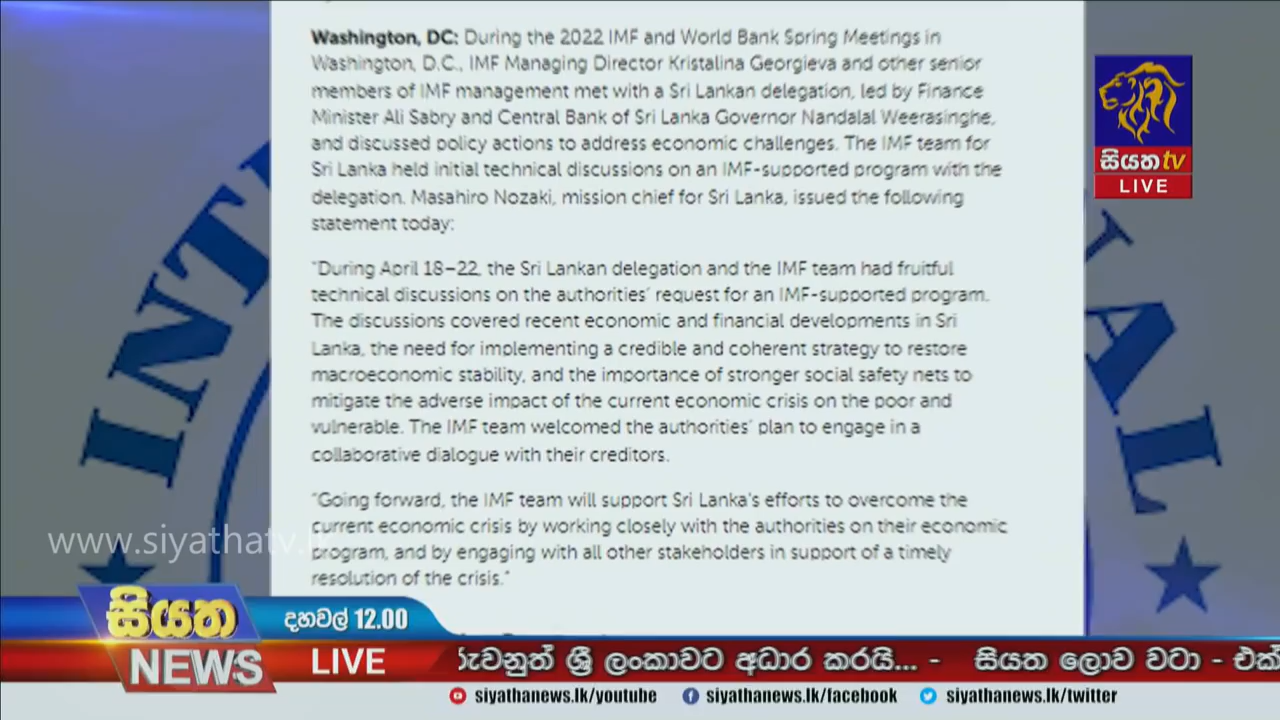 Washington, DC: During the 2022 IMF and World Bank Spring Meetings in
Washington, D.C., IMF Managing Director Kristalina Georgieva and other senior
members of IMF management met with a Sri Lankan delegation, led by Finance
Minister Ali Sabry and Central Bank of Sri Lanka Governor Nandalal Weerasinghe,
and discussed policy actions to address economic challenges. The IMF team for
Sri Lanka held initial technical discussions on an IMF-supported program with the
delegation. Masahiro Nozaki, mission chief for Sri Lanka, issued the following
statement today:
"During April 18–22, the Sri Lankan delegation and the IMF team had fruitful
technical discussions on the authorities' request for an IMF-supported program.
The discussions covered recent economic and financial developments in Sri
Lanka, the need for implementing a credible and coherent strategy to restore
macroeconomic stability, and the importance of stronger social safety nets to
mitigate the adverse impact of the current economic crisis on the poor and
vulnerable. The IMF team welcomed the authorities' plan to engage in a
collaborative dialogue with their creditors.
"Going forward, the IMF team will support Sri Lanka's efforts to overcome the
current economic crisis by working closely with the authorities on their economic
program, and by engaging with all other stakeholders in support of a timely
resolution of the crisis."
සියත tv
LIVE
www.siyathatv.l
සියත
NEWS
දහවල් 12.00
LIVE
ශ්‍රී ලංකාවට අධාර කරයි... - සියත ලොව වටා - එක්
siyathanews.lk/youtube siyathanews.lk/facebook siyathanews.lk/twitter